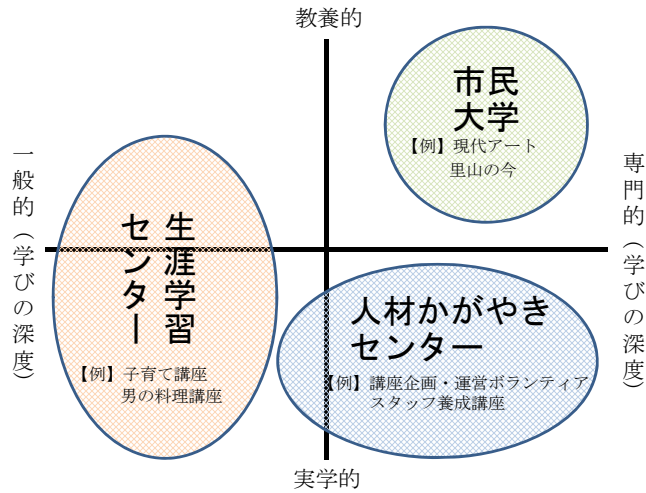 教養的
市民
大学
【例】現代アート
里山の今
一般的（学びの深度）
専門的（学びの深度）
生涯学習
センター
【例】子育て講座
男の料理講座
人材かがやき
センター
【例】講座企画・運営ボランティア
スタッフ養成講座
実学的